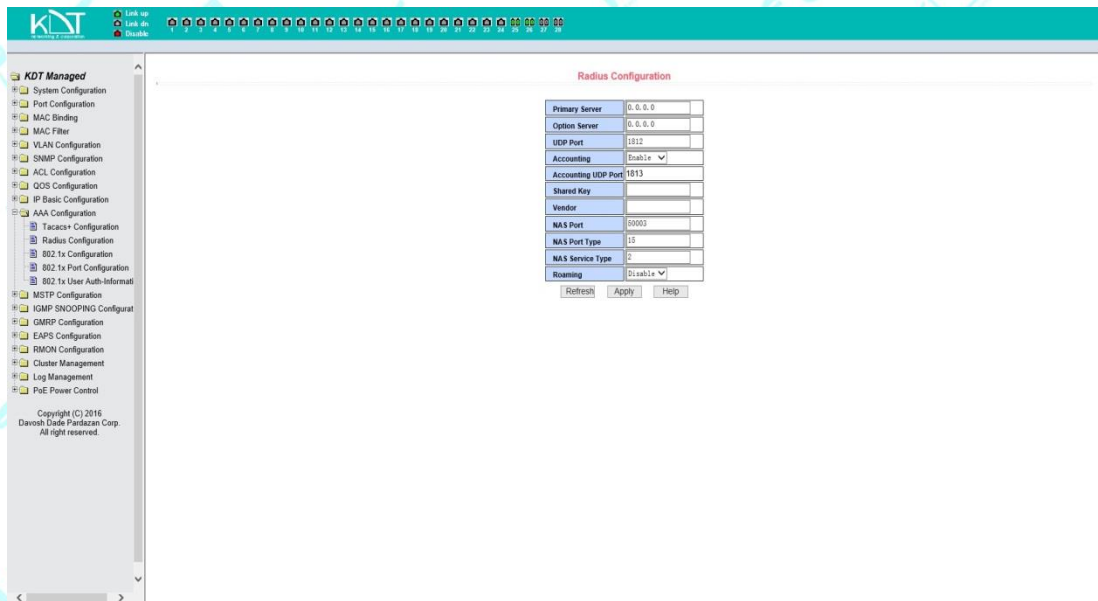 KDT
Link up
Link dn
Disable
1 2 3 4 5 6 7 8 9 10 11 12 13 14 15 16 17 18 19 20 21 22 23 24 25 26 27 28
KDT Managed
System Configuration
Port Configuration
MAC Binding
MAC Filter
VLAN Configuration
SNMP Configuration
ACL Configuration
QOS Configuration
IP Basic Configuration
AAA Configuration
Tacacs+ Configuration
Radius Configuration
802.1x Configuration
802.1x Port Configuration
802.1x User Auth-Informati
MSTP Configuration
IGMP SNOOPING Configurat
GMRP Configuration
EAPS Configuration
RMON Configuration
Cluster Management
Log Management
PoE Power Control
Copyright (C) 2016
Davosh Dade Pardazan Corp.
All right reserved.
Radius Configuration
Primary Server 0.0.0.0
Option Server 0.0.0.0
UDP Port 1812
Accounting Enable
Accounting UDP Port 1813
Shared Key
Vendor
NAS Port 50003
NAS Port Type 15
NAS Service Type 2
Roaming Disable
Refresh Apply Help